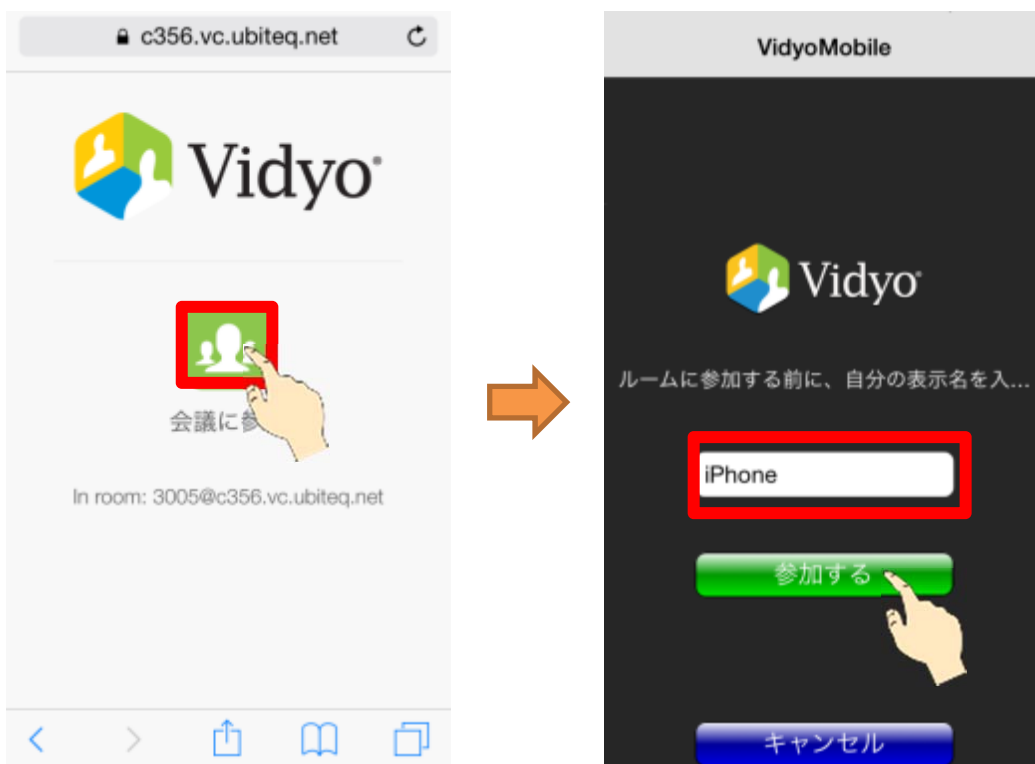 c356.vc.ubiteq.net
Vidyo
会議に参
In room: 3005@c356.vc.ubiteq.net
VidyoMobile
Vidyo
ルームに参加する前に、自分の表示名を入...
iPhone
参加する
キャンセル